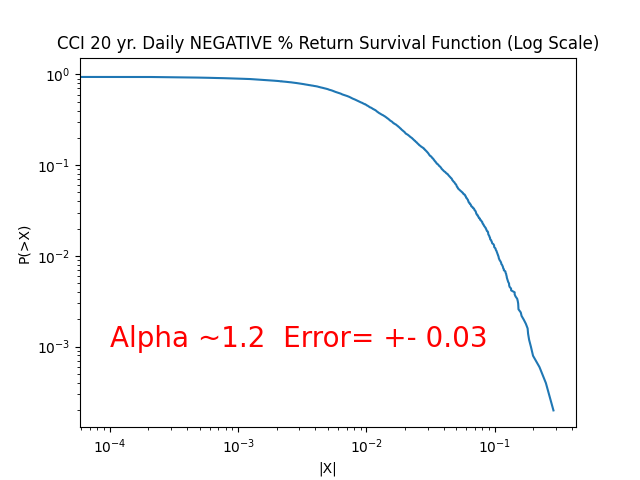 CCI 20 yr. Daily NEGATIVE % Return Survival Function (Log Scale)
10⁰
10⁻¹
10⁻²
10⁻³
P(>X)
Alpha ~1.2  Error= +- 0.03
10⁻⁴ 10⁻³ 10⁻² 10⁻¹
|X|